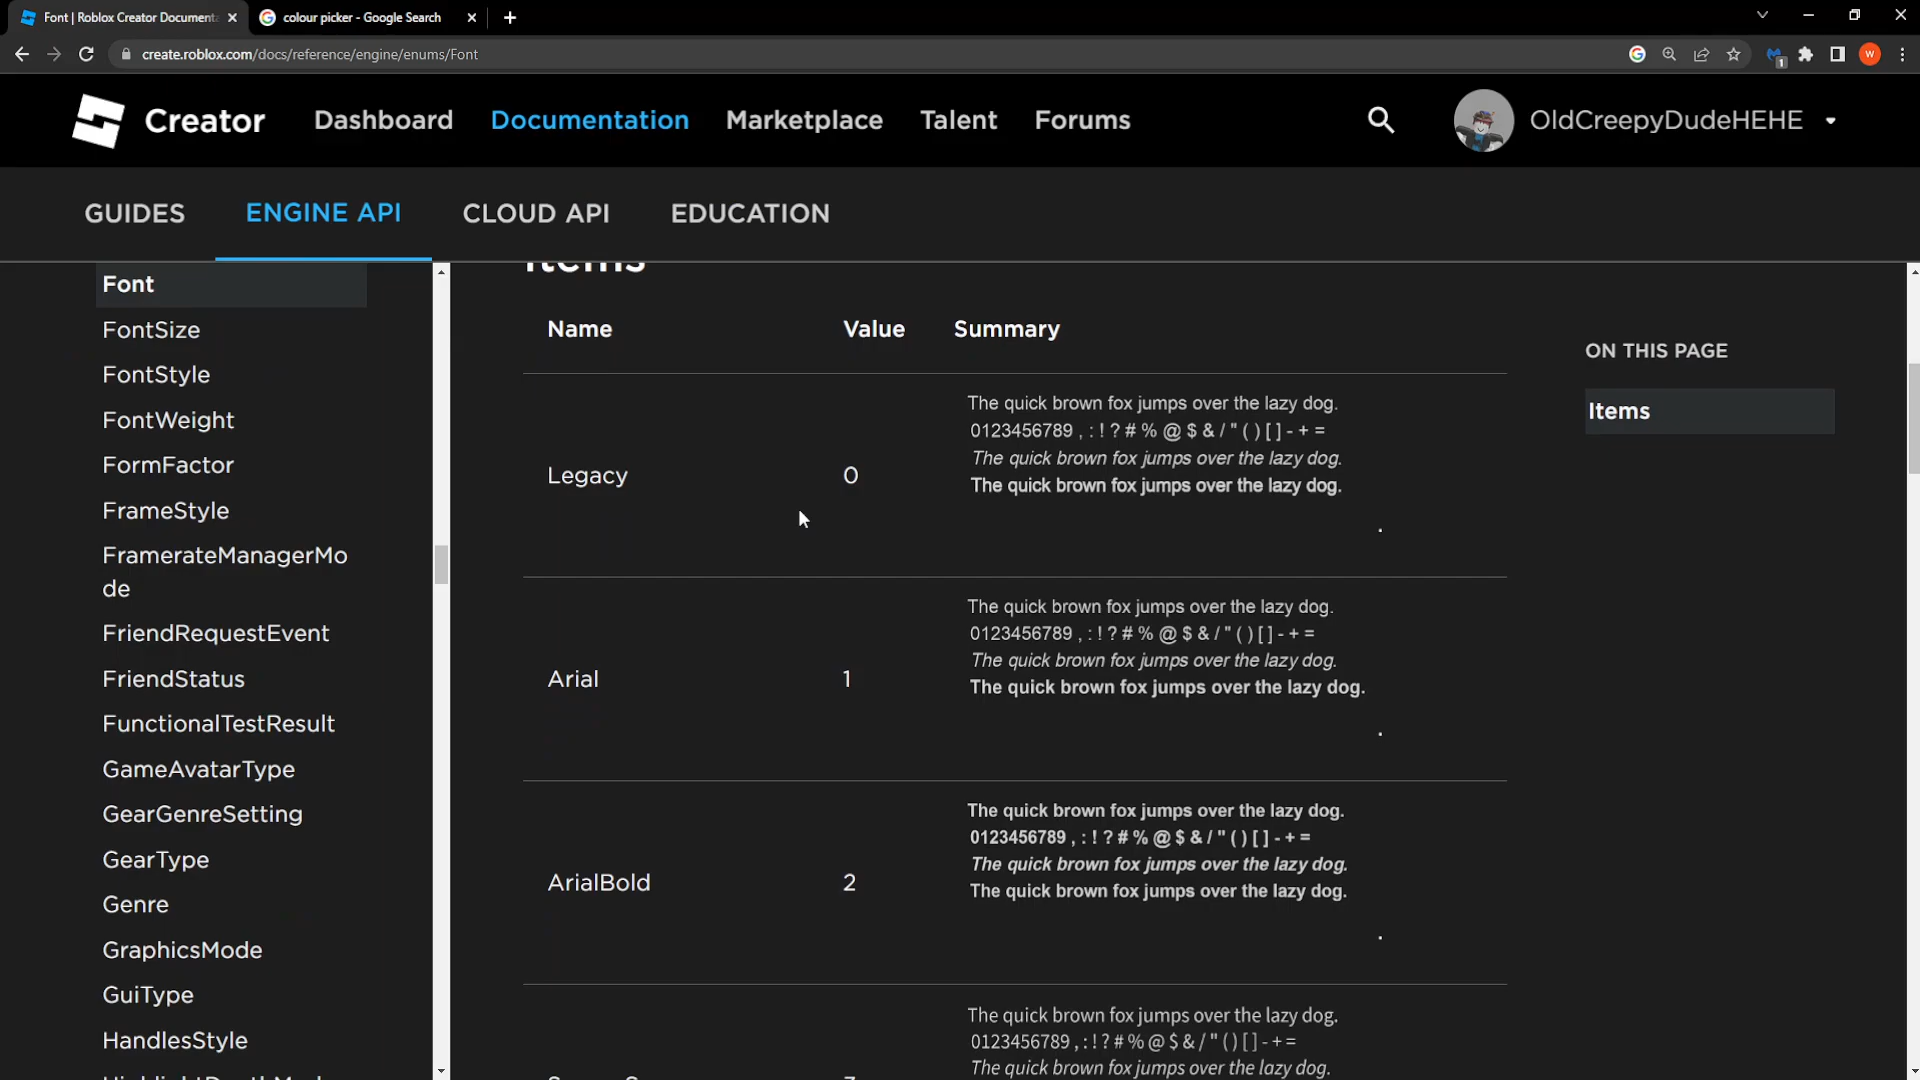 Font | Roblox Creator Document
colour picker - Google Search
create.roblox.com/docs/reference/engine/enums/Font
1
W
Creator
Dashboard
Documentation
Marketplace
Talent
Forums
OldCreepyDudeHEHE
GUIDES
ENGINE API
CLOUD API
EDUCATION
Font
FontSize
FontStyle
FontWeight
FormFactor
FrameStyle
FramerateManagerMo
de
FriendRequestEvent
FriendStatus
FunctionalTestResult
GameAvatarType
GearGenreSetting
GearType
Genre
GraphicsMode
GuiType
HandlesStyle
Items
Name Value Summary
Legacy 0
The quick brown fox jumps over the lazy dog.
0123456789 , : ! ? # % @ $ & / " ( ) [ ] - + =
The quick brown fox jumps over the lazy dog.
The quick brown fox jumps over the lazy dog.
.
Arial 1
The quick brown fox jumps over the lazy dog.
0123456789 , : ! ? # % @ $ & / " ( ) [ ] - + =
The quick brown fox jumps over the lazy dog.
The quick brown fox jumps over the lazy dog.
.
ArialBold 2
The quick brown fox jumps over the lazy dog.
0123456789 , : ! ? # % @ $ & / " ( ) [ ] - + =
The quick brown fox jumps over the lazy dog.
The quick brown fox jumps over the lazy dog.
.
The quick brown fox jumps over the lazy dog.
0123456789 , : ! ? # % @ $ & / " ( ) [ ] - + =
The quick brown fox jumps over the lazy dog.
ON THIS PAGE
Items